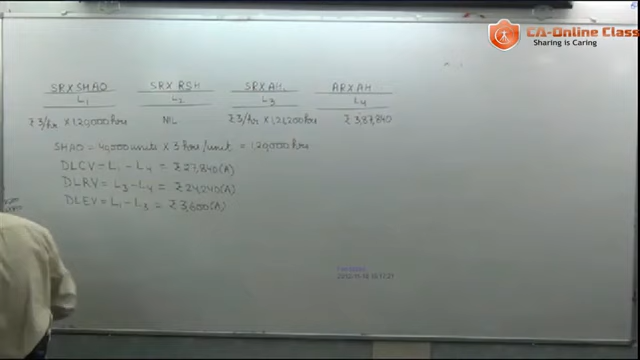 CA-Online Class
Sharing is Caring
SR X SHAO SR X RSH SR X AH AR X AH
L1 L2 L3 L4
₹ 3/hr X 1,20,000 hrs NIL ₹ 3/hr X 1,21,200 hrs ₹ 3,87,840
SHAO = 40,000 units X 3 hours/unit = 1,20,000 hours
DLCV = L1 - L4 = ₹ 27,840 (A)
DLRV = L3 - L4 = ₹ 24,240 (A)
DLEV = L1 - L3 = ₹ 3,600 (A)